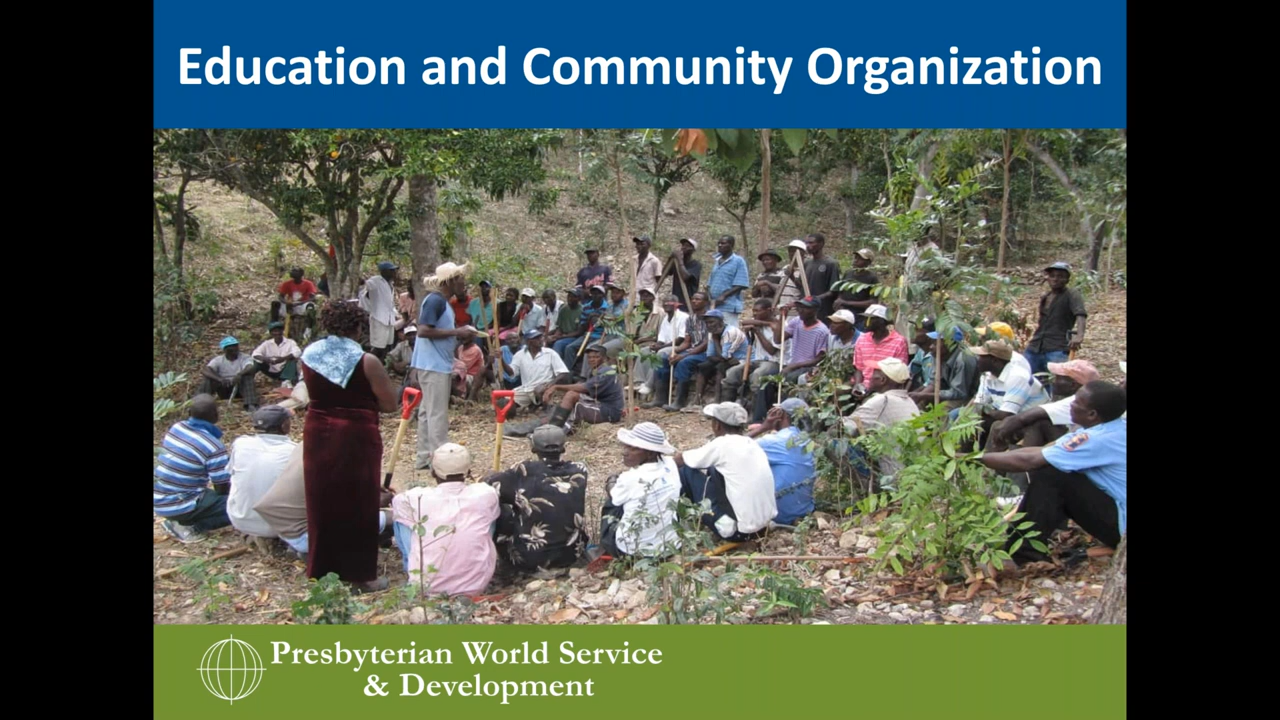 Education and Community Organization
Presbyterian World Service
& Development